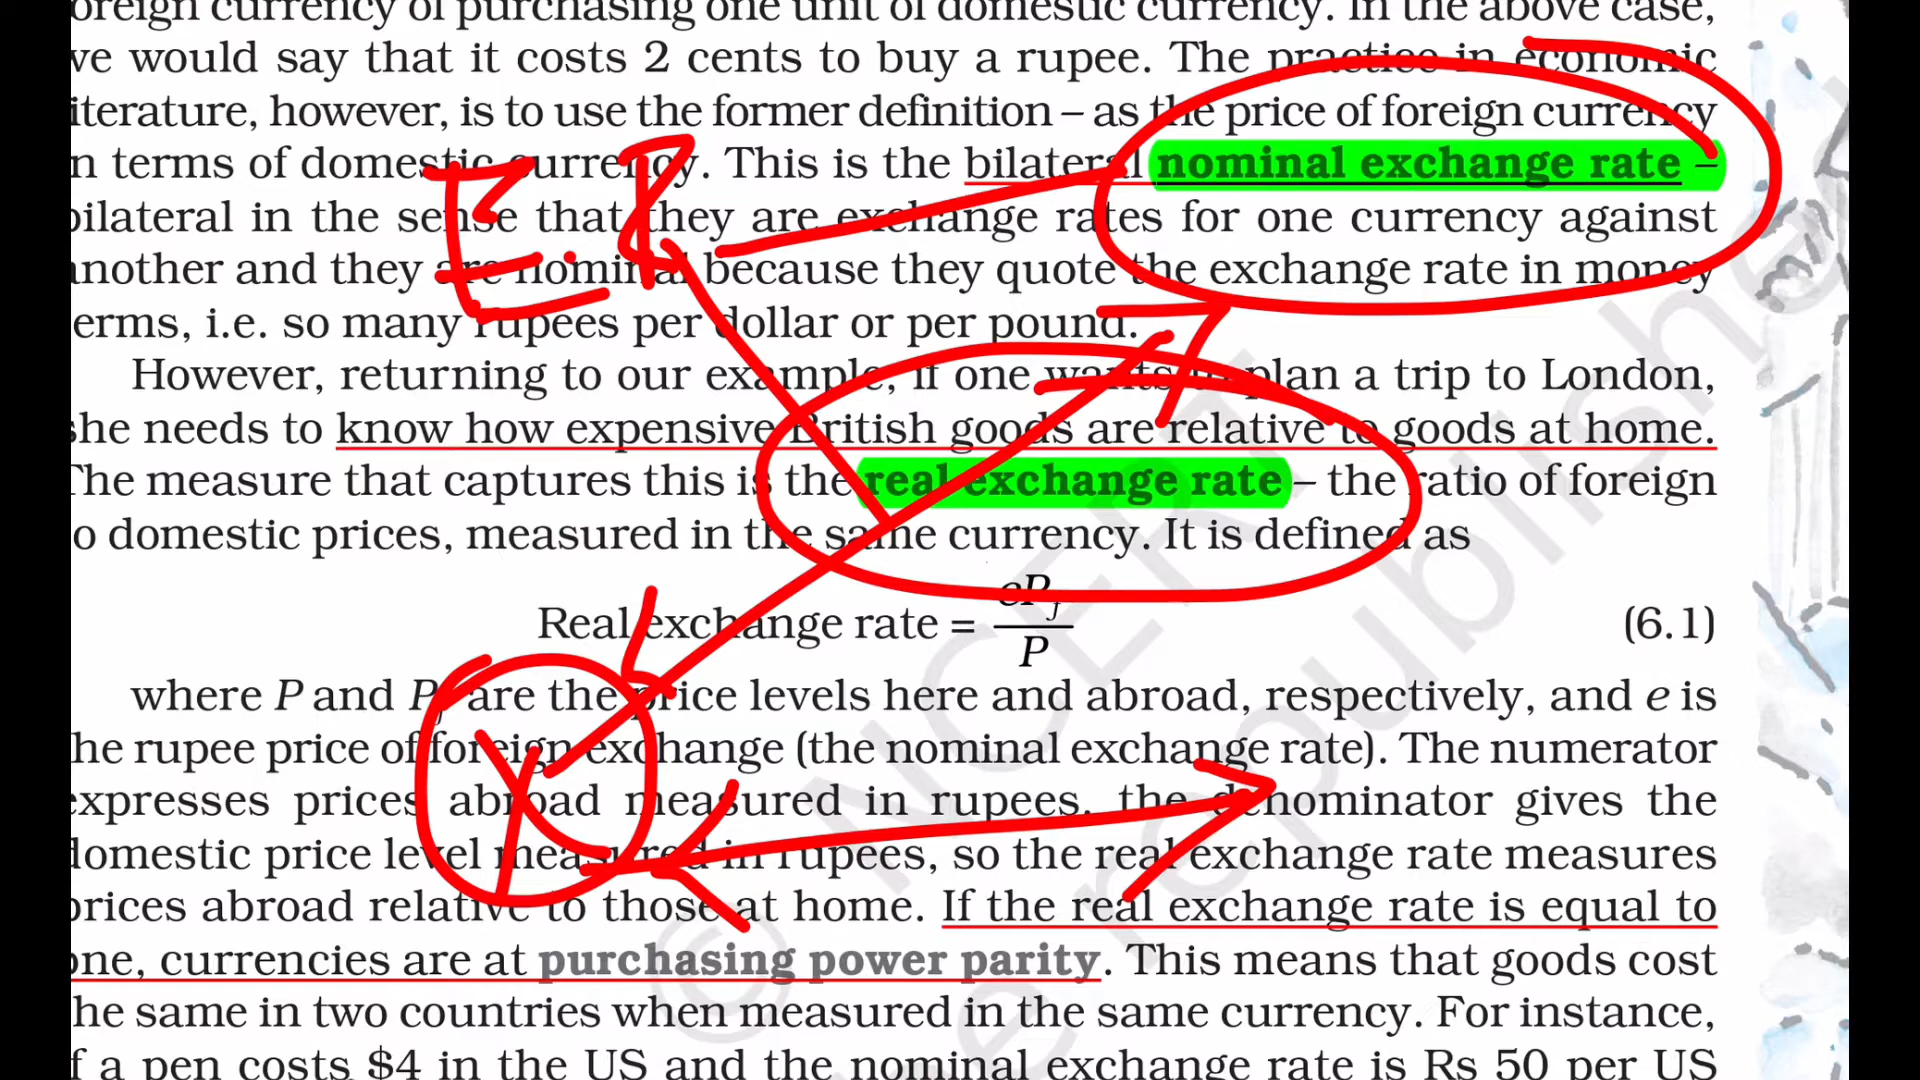 oreign currency of purchasing one unit of domestic currency. In the above case,
we would say that it costs 2 cents to buy a rupee. The practice in economic
iterature, however, is to use the former definition – as the price of foreign currency
n terms of domestic currency. This is the bilateral nominal exchange rate –
bilateral in the sense that they are exchange rates for one currency against
another and they are nominal because they quote the exchange rate in money
erms, i.e. so many rupees per dollar or per pound.
E.R
However, returning to our example, if one wants to plan a trip to London,
she needs to know how expensive British goods are relative to goods at home.
The measure that captures this is the real exchange rate – the ratio of foreign
o domestic prices, measured in the same currency. It is defined as
Real exchange rate = ePf / P (6.1)
where P and Pf are the price levels here and abroad, respectively, and e is
he rupee price of foreign exchange (the nominal exchange rate). The numerator
expresses prices abroad measured in rupees, the denominator gives the
domestic price level measured in rupees, so the real exchange rate measures
prices abroad relative to those at home. If the real exchange rate is equal to
one, currencies are at purchasing power parity. This means that goods cost
he same in two countries when measured in the same currency. For instance,
f a pen costs $4 in the US and the nominal exchange rate is Rs 50 per US
© NCERT
republishe